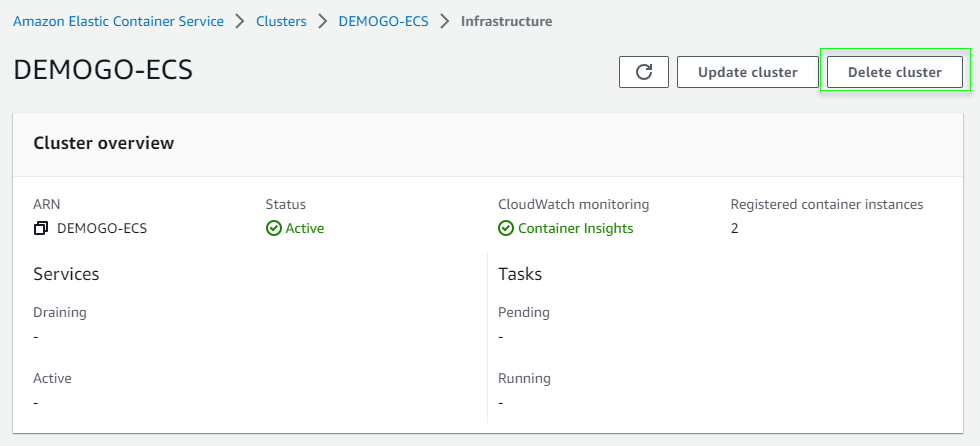 Amazon Elastic Container Service > Clusters > DEMOGO-ECS > Infrastructure
DEMOGO-ECS
Update cluster
Delete cluster
Cluster overview
ARN
Status
CloudWatch monitoring
Registered container instances
DEMOGO-ECS
Active
Container Insights
2
Services
Tasks
Draining
Pending
-
-
Active
Running
-
-